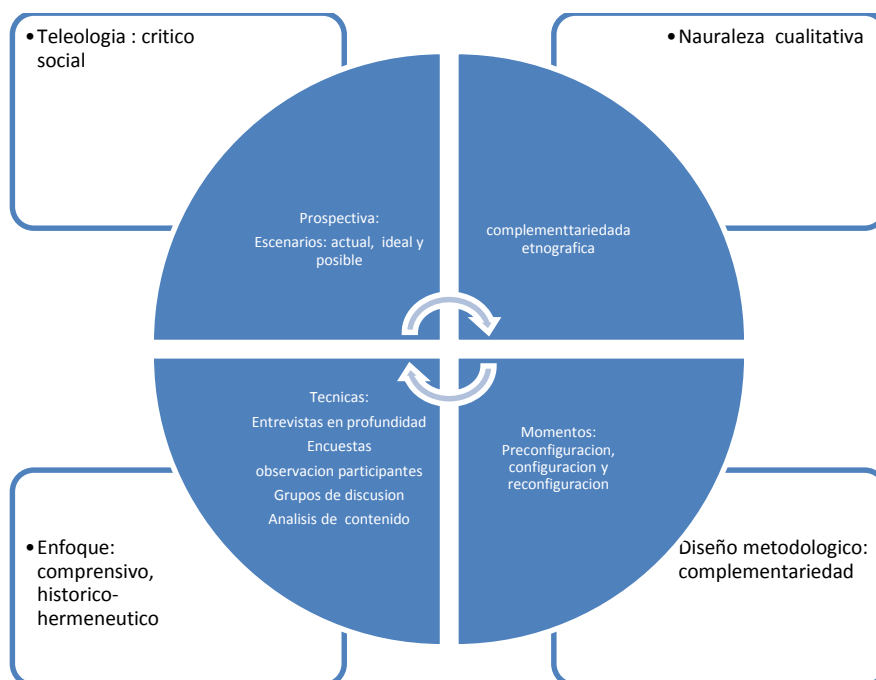 •Teleologia : critico
social
•Nauraleza cualitativa
Prospectiva:
Escenarios: actual, ideal y
posible
complementtariedada
etnografica
Tecnicas:
Entrevistas en profundidad
Encuestas
observacion participantes
Grupos de discusion
Analisis de contenido
Momentos:
Preconfiguracion,
configuracion y
reconfiguracion
•Enfoque:
comprensivo,
historico-
hermeneutico
Diseño metodologico:
complementariedad